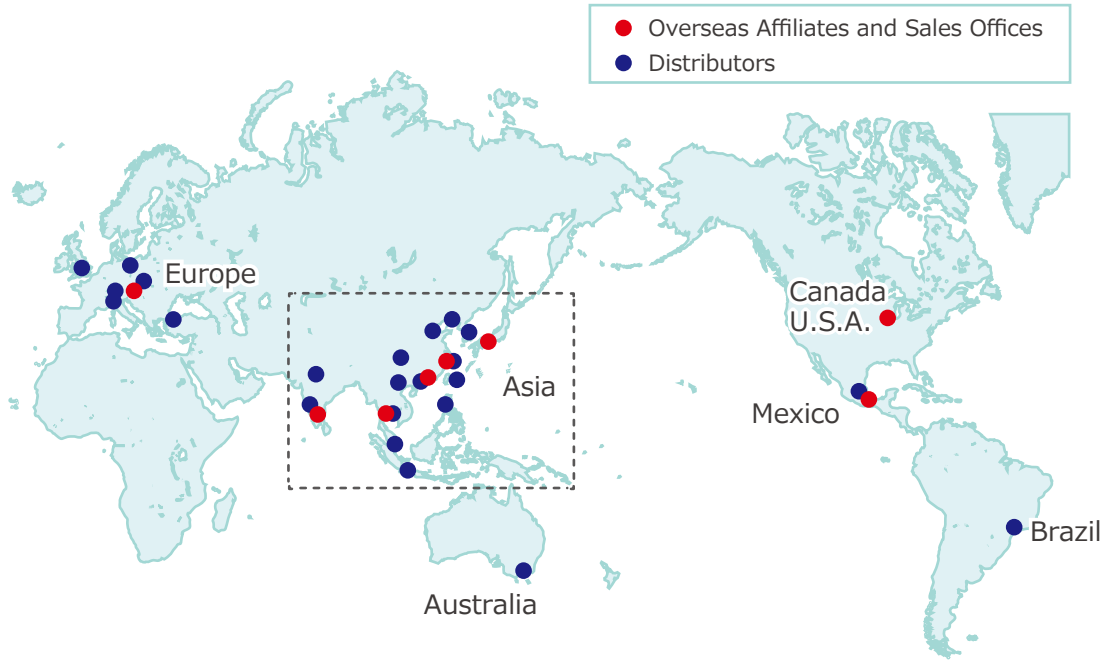 Overseas Affiliates and Sales Offices
Distributors
Europe
Canada
U.S.A.
Asia
Mexico
Brazil
Australia